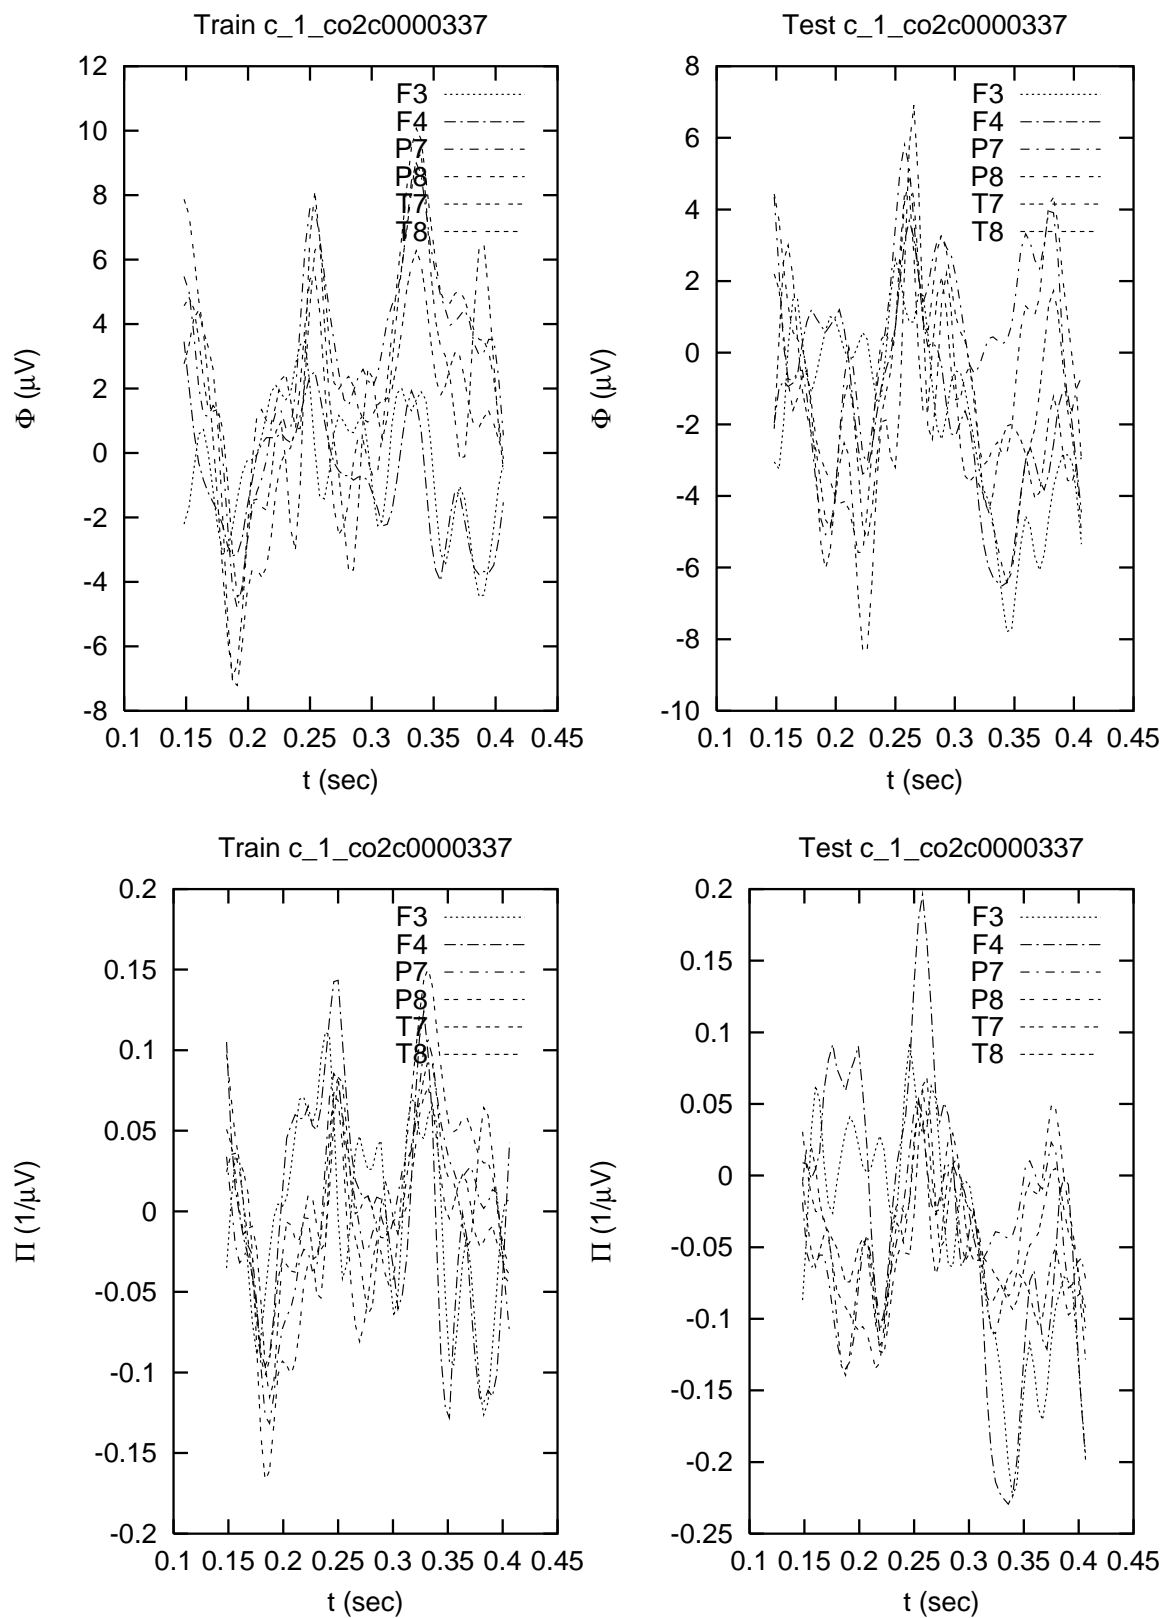 Train c_1_co2c0000337
Φ (μV)
12
10
8
6
4
2
0
-2
-4
-6
-8
F3
F4
P7
P8
T7
T8
0.1 0.15 0.2 0.25 0.3 0.35 0.4 0.45
t (sec)
Test c_1_co2c0000337
Φ (μV)
8
6
4
2
0
-2
-4
-6
-8
-10
F3
F4
P7
P8
T7
T8
0.1 0.15 0.2 0.25 0.3 0.35 0.4 0.45
t (sec)
Train c_1_co2c0000337
Π (1/μV)
0.2
0.15
0.1
0.05
0
-0.05
-0.1
-0.15
-0.2
F3
F4
P7
P8
T7
T8
0.1 0.15 0.2 0.25 0.3 0.35 0.4 0.45
t (sec)
Test c_1_co2c0000337
Π (1/μV)
0.2
0.15
0.1
0.05
0
-0.05
-0.1
-0.15
-0.2
-0.25
F3
F4
P7
P8
T7
T8
0.1 0.15 0.2 0.25 0.3 0.35 0.4 0.45
t (sec)